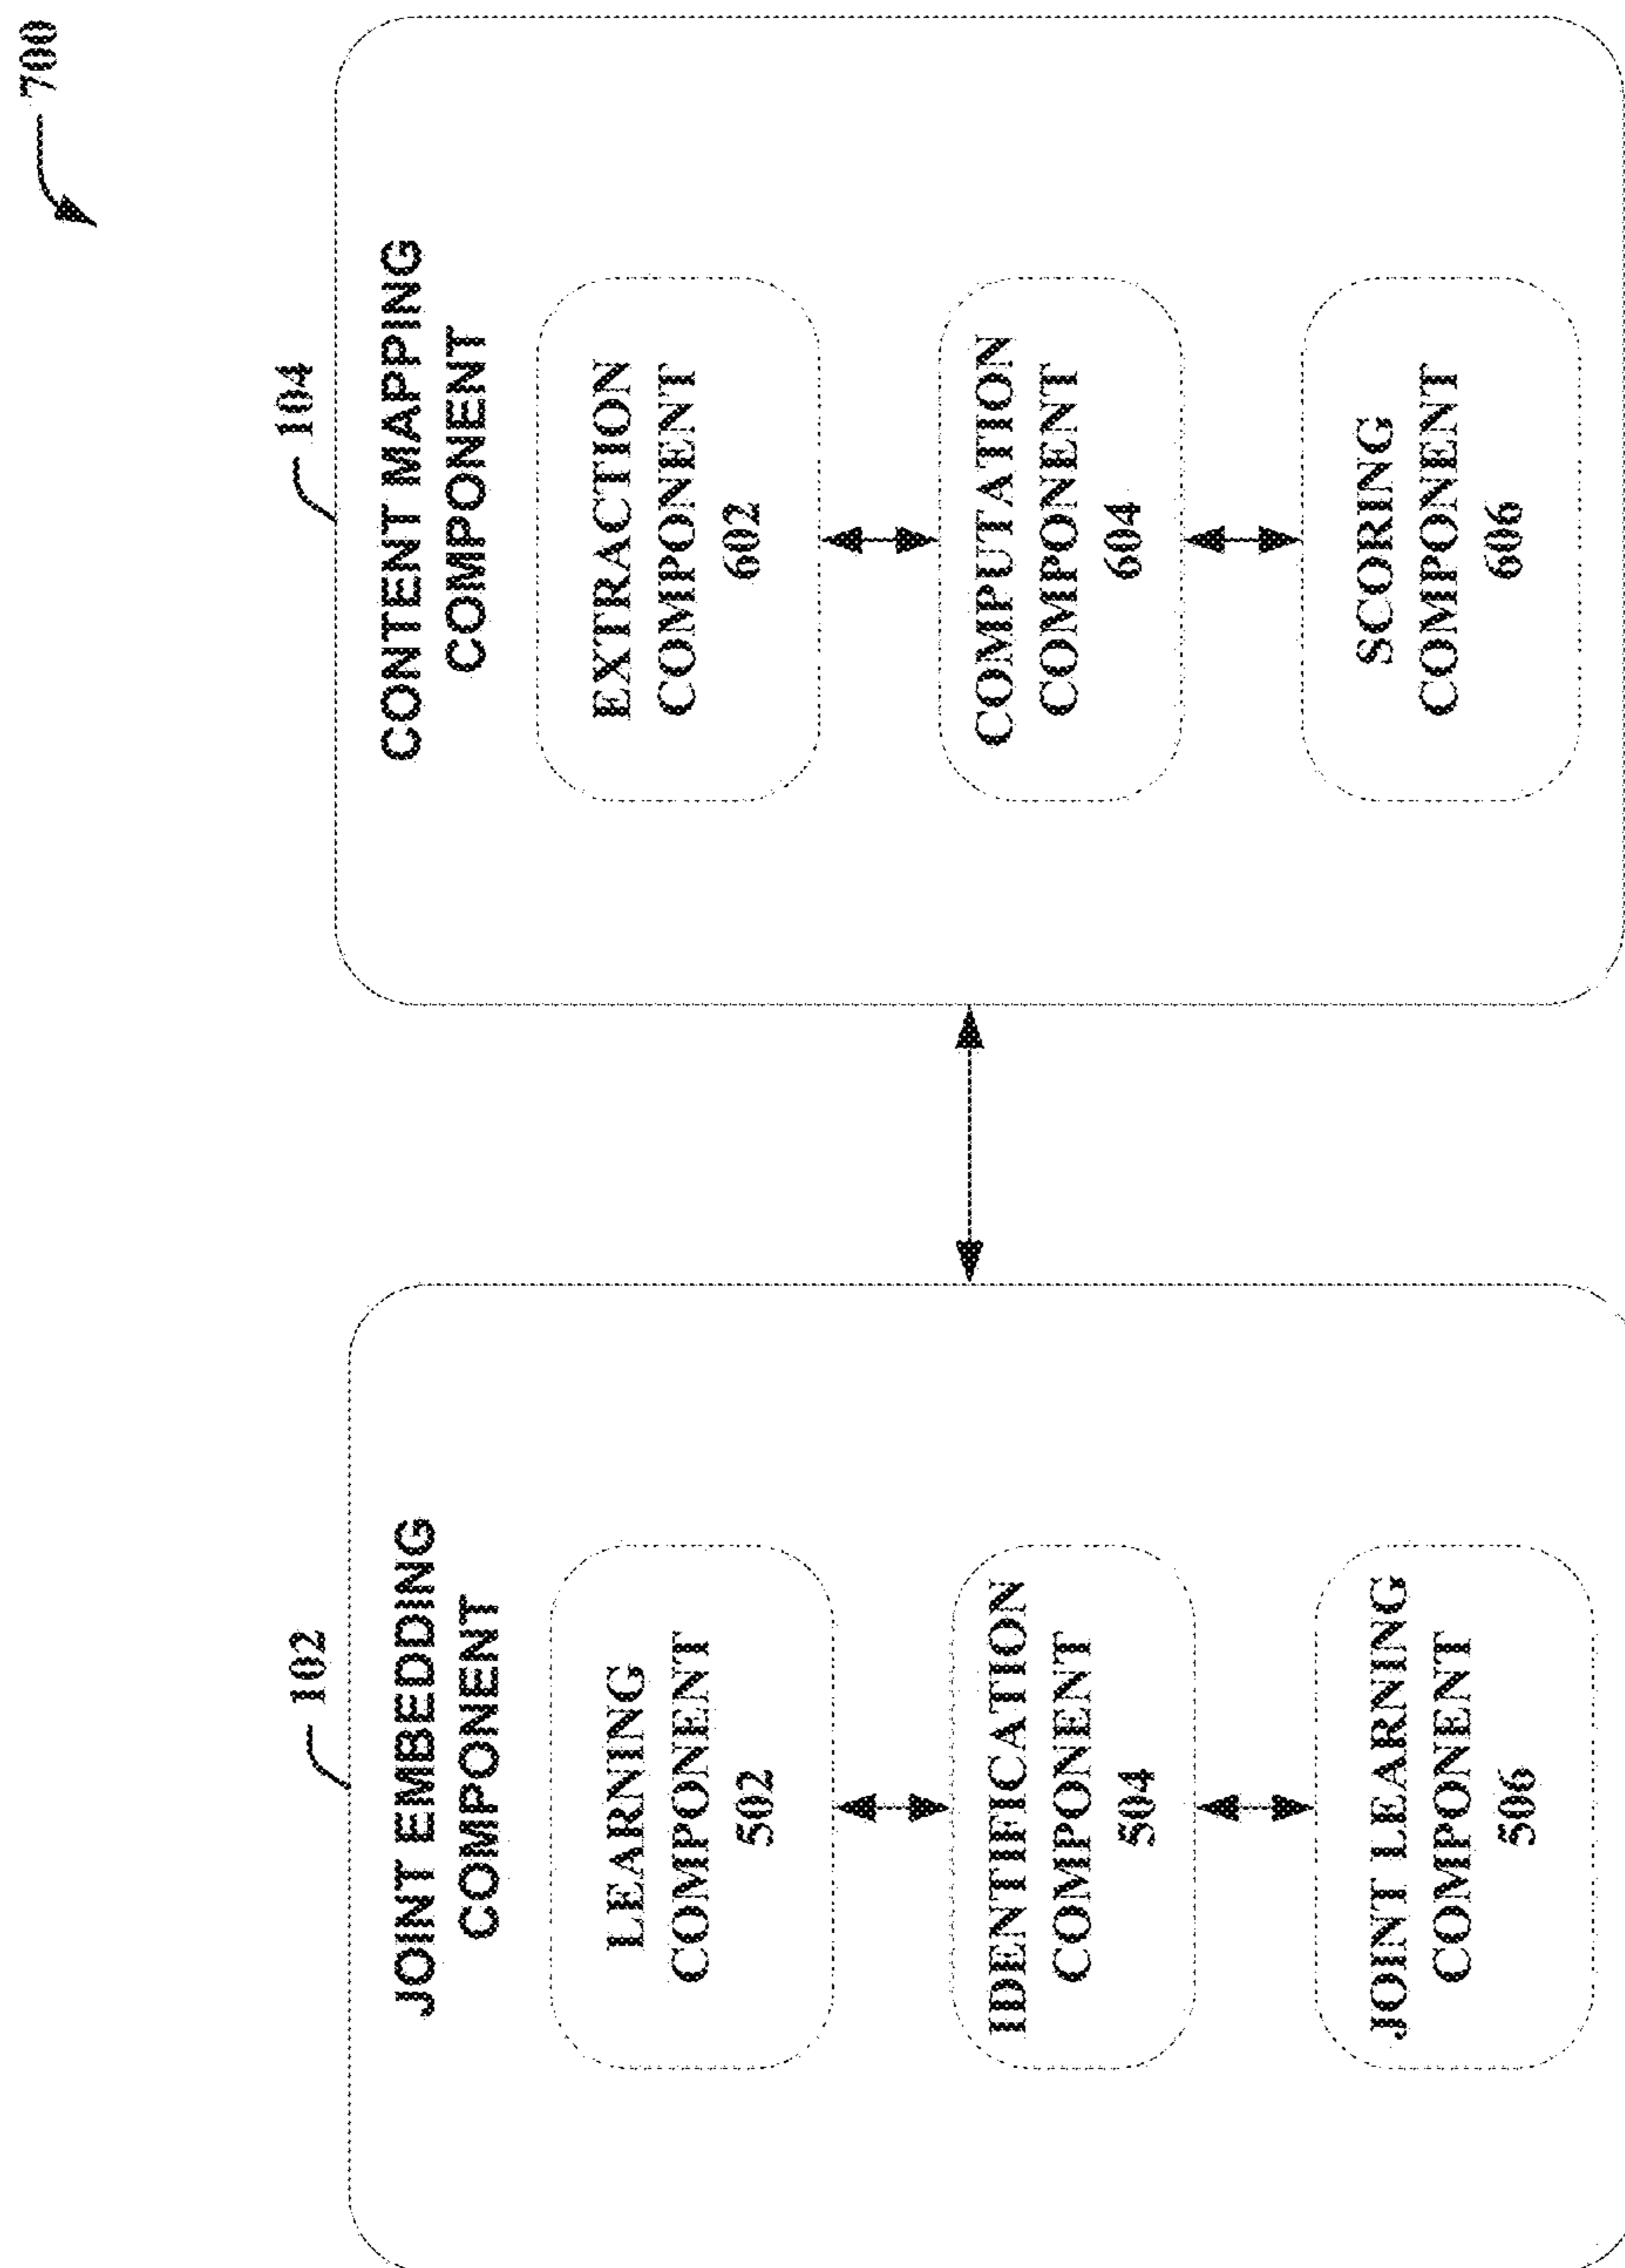 700
102
JOINT EMBEDDING
COMPONENT
LEARNING
COMPONENT
502
IDENTIFICATION
COMPONENT
504
JOINT LEARNING
COMPONENT
506
104
CONTENT MAPPING
COMPONENT
EXTRACTION
COMPONENT
602
COMPUTATION
COMPONENT
604
SCORING
COMPONENT
606